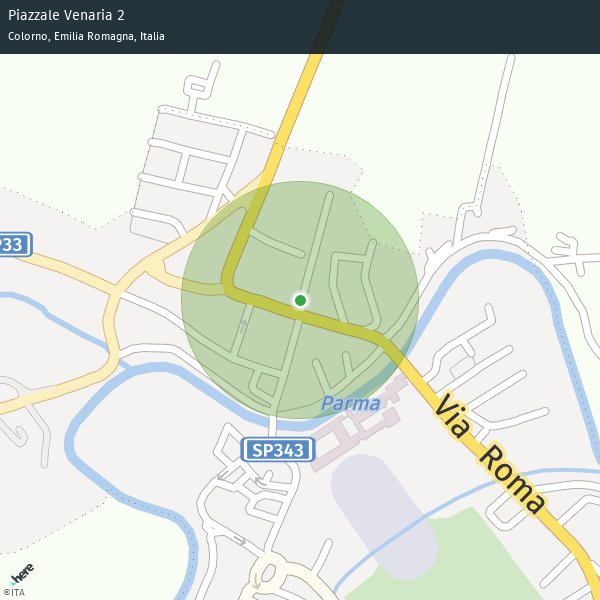 Piazzale Venaria 2
Colorno, Emilia Romagna, Italia
P33
Parma
Via Roma
SP343
here
©ITA